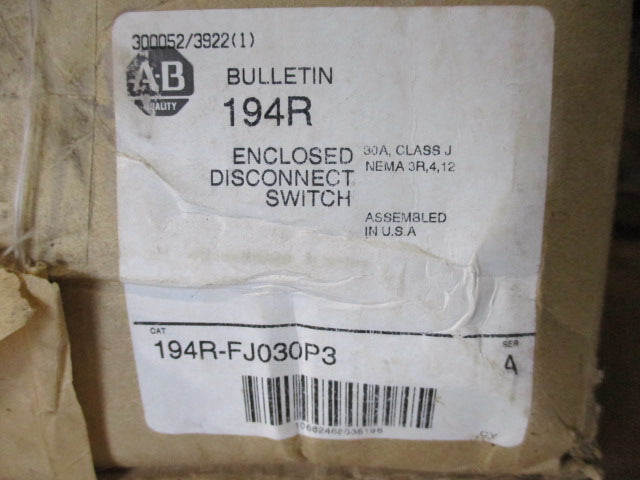 300052/3922(1)
A-B
QUALITY
BULLETIN
194R
ENCLOSED
DISCONNECT
SWITCH
30A, CLASS J
NEMA 3R,4,12
ASSEMBLED
IN U.S.A
CAT
194R-FJ030P3
SER
A